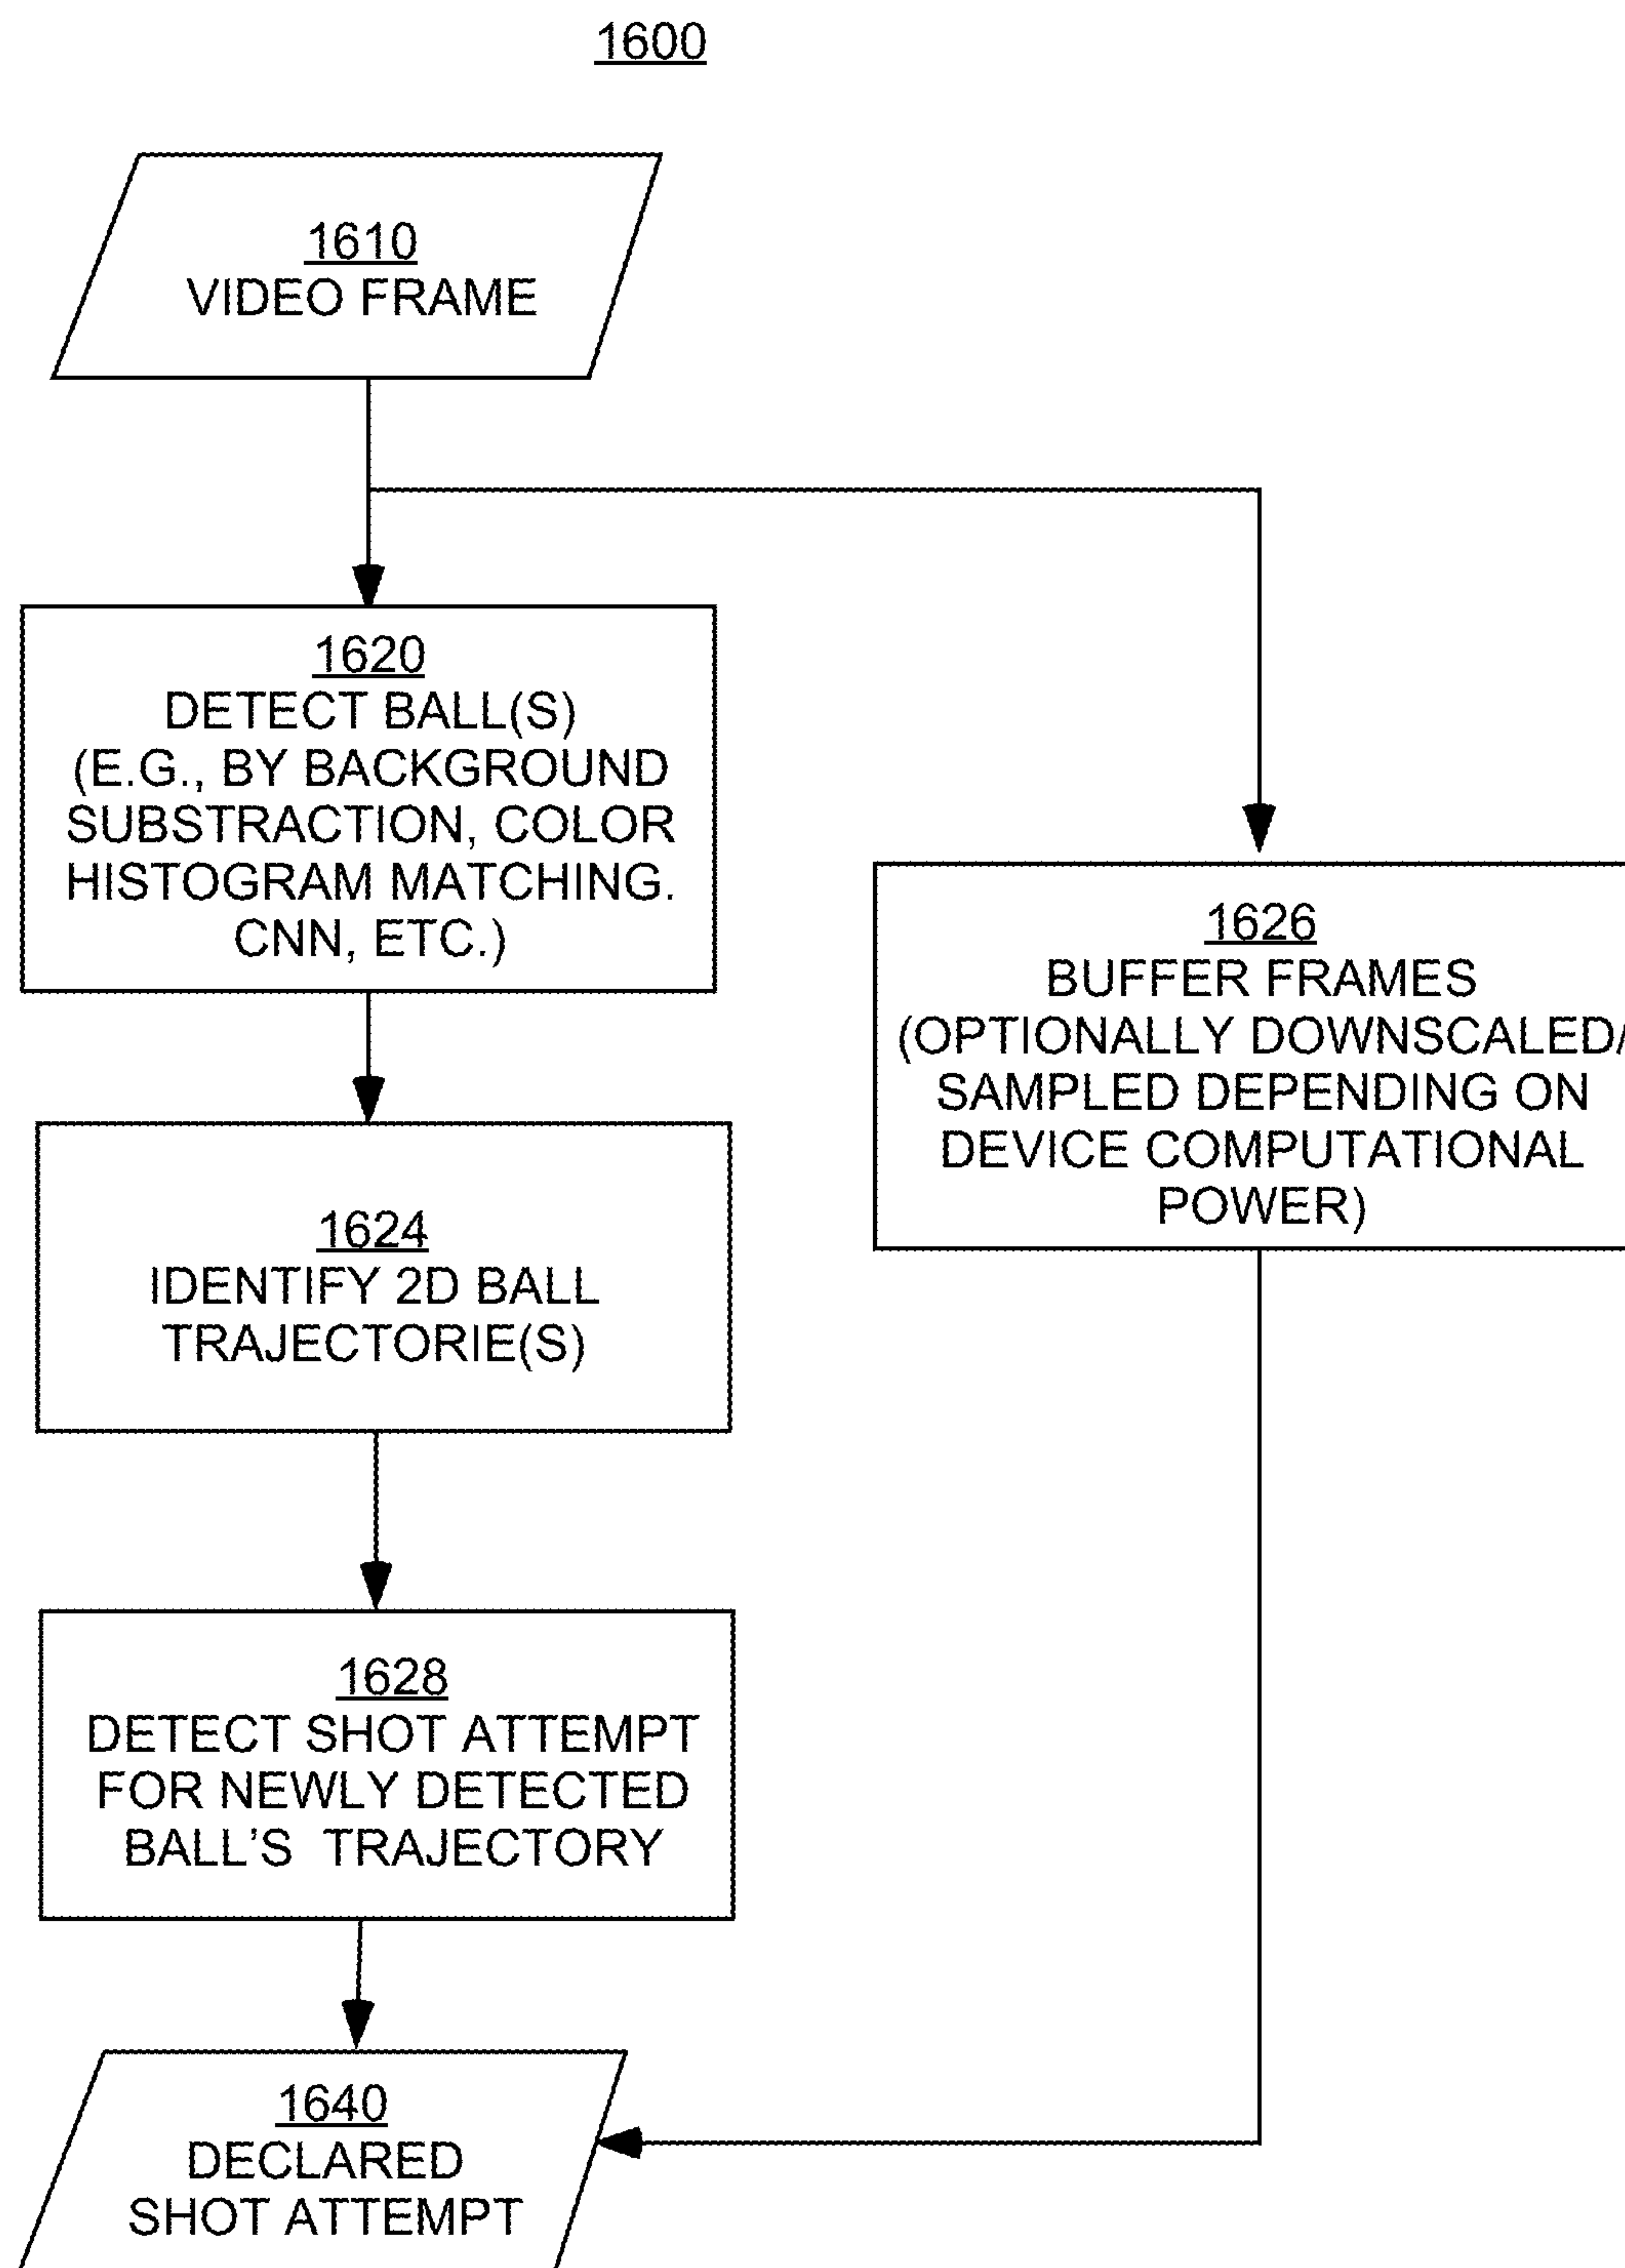 1600
1610
VIDEO FRAME
1620
DETECT BALL(S)
(E.G., BY BACKGROUND
SUBSTRACTION, COLOR
HISTOGRAM MATCHING.
CNN, ETC.)
1626
BUFFER FRAMES
(OPTIONALLY DOWNSCALED/
SAMPLED DEPENDING ON
DEVICE COMPUTATIONAL
POWER)
1624
IDENTIFY 2D BALL
TRAJECTORIE(S)
1628
DETECT SHOT ATTEMPT
FOR NEWLY DETECTED
BALL'S TRAJECTORY
1640
DECLARED
SHOT ATTEMPT